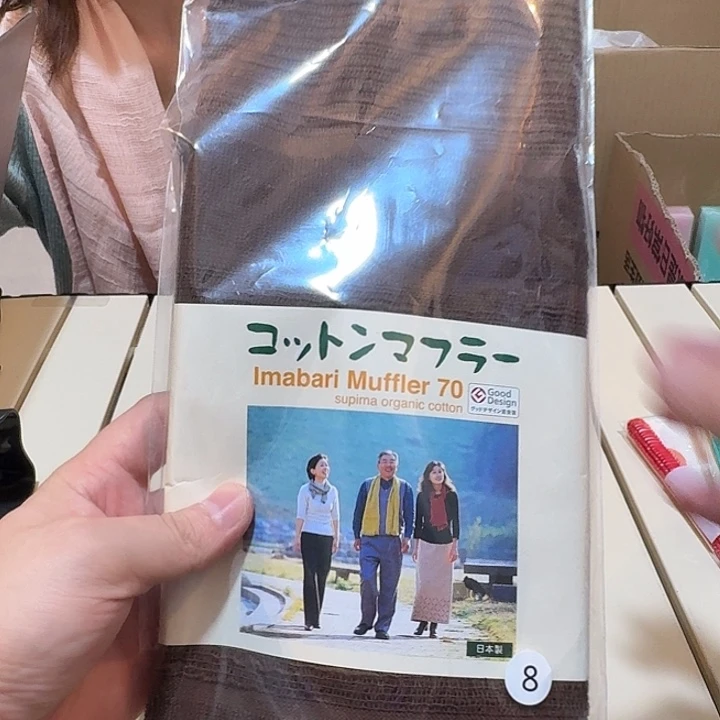 コットンマフラー
Imabari Muffler 70
supima organic cotton
Good
Design
グッドデザイン賞受賞
日本製
8